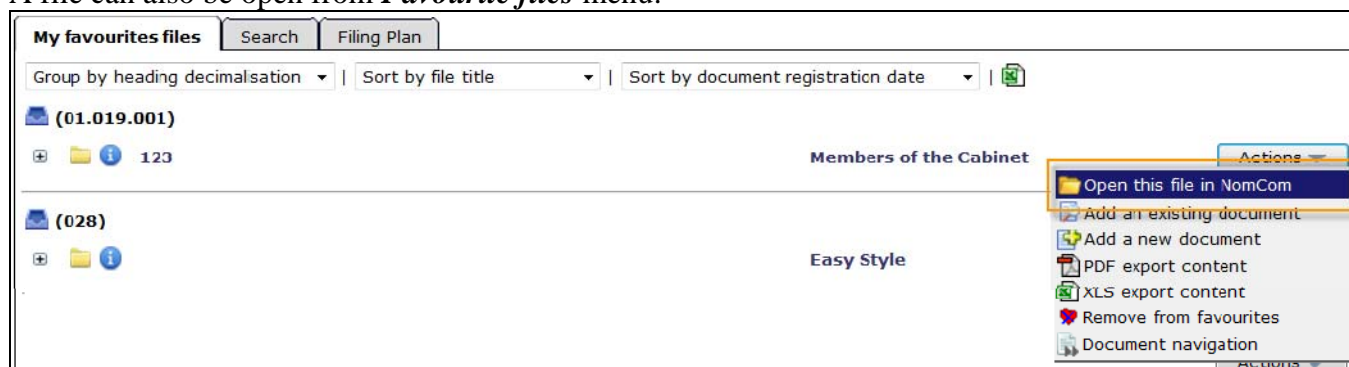 A file can also be open from Favourite files menu.
My favourites files Search Filing Plan
Group by heading decimalisation | Sort by file title | Sort by document registration date |
(01.019.001)
123 Members of the Cabinet Actions
Open this file in NomCom
(028)
Add an existing document
Add a new document
Easy Style
PDF export content
XLS export content
Remove from favourites
Document navigation
Actions